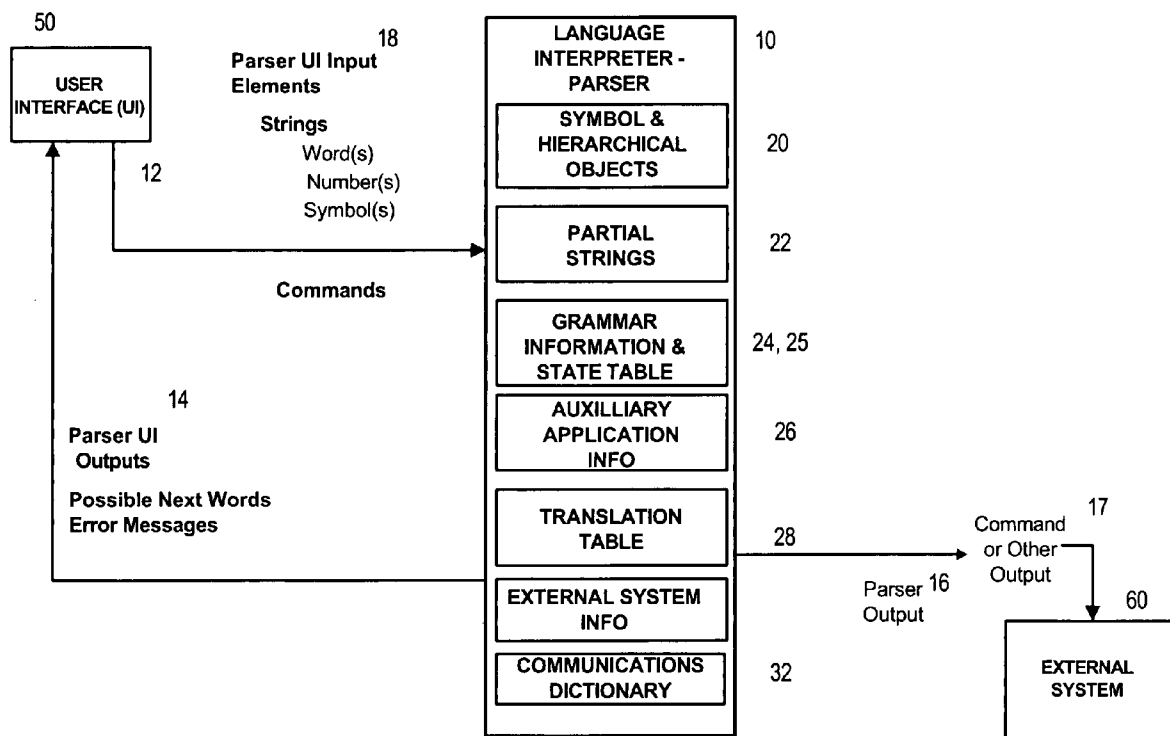 50
USER
INTERFACE (UI)
12
18
Parser UI Input
Elements
Strings
Word(s)
Number(s)
Symbol(s)
Commands
14
Parser UI
Outputs
Possible Next Words
Error Messages
LANGUAGE
INTERPRETER -
PARSER
10
SYMBOL &
HIERARCHICAL
OBJECTS
20
PARTIAL
STRINGS
22
GRAMMAR
INFORMATION &
STATE TABLE
24, 25
AUXILLIARY
APPLICATION
INFO
26
TRANSLATION
TABLE
28
EXTERNAL SYSTEM
INFO
COMMUNICATIONS
DICTIONARY
32
Parser 16
Output
17
Command
or Other
Output
60
EXTERNAL
SYSTEM